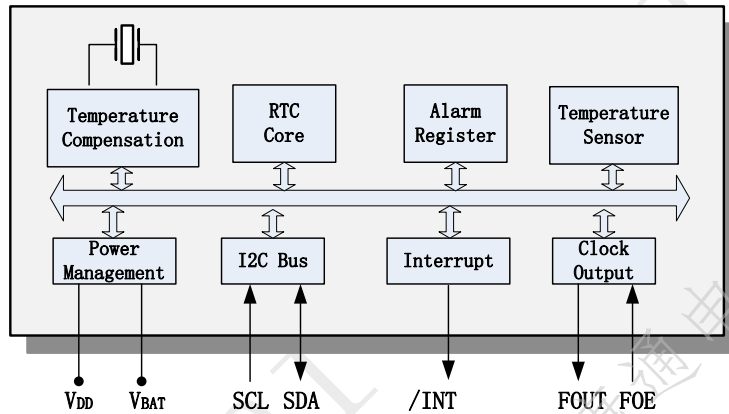 Temperature
Compensation
RTC
Core
Alarm
Register
Temperature
Sensor
Power
Management
I2C Bus
Interrupt
Clock
Output
VDD VBAT SCL SDA /INT FOUT FOE